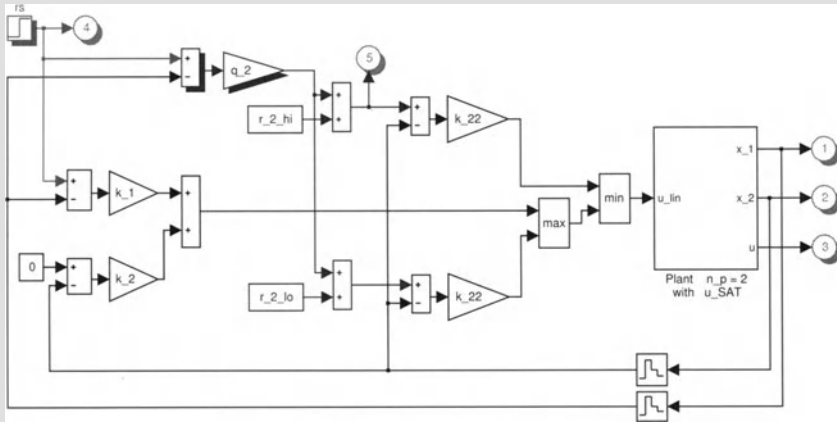 rs
4
+
−
q_2
5
+
+
r_2_hi
+
−
k_22
x_1
1
+
−
k_1
+
+
min
u_lin
x_2
2
max
u
3
0
+
−
k_2
+
+
r_2_lo
+
−
k_22
Plant n_p = 2
with u_SAT